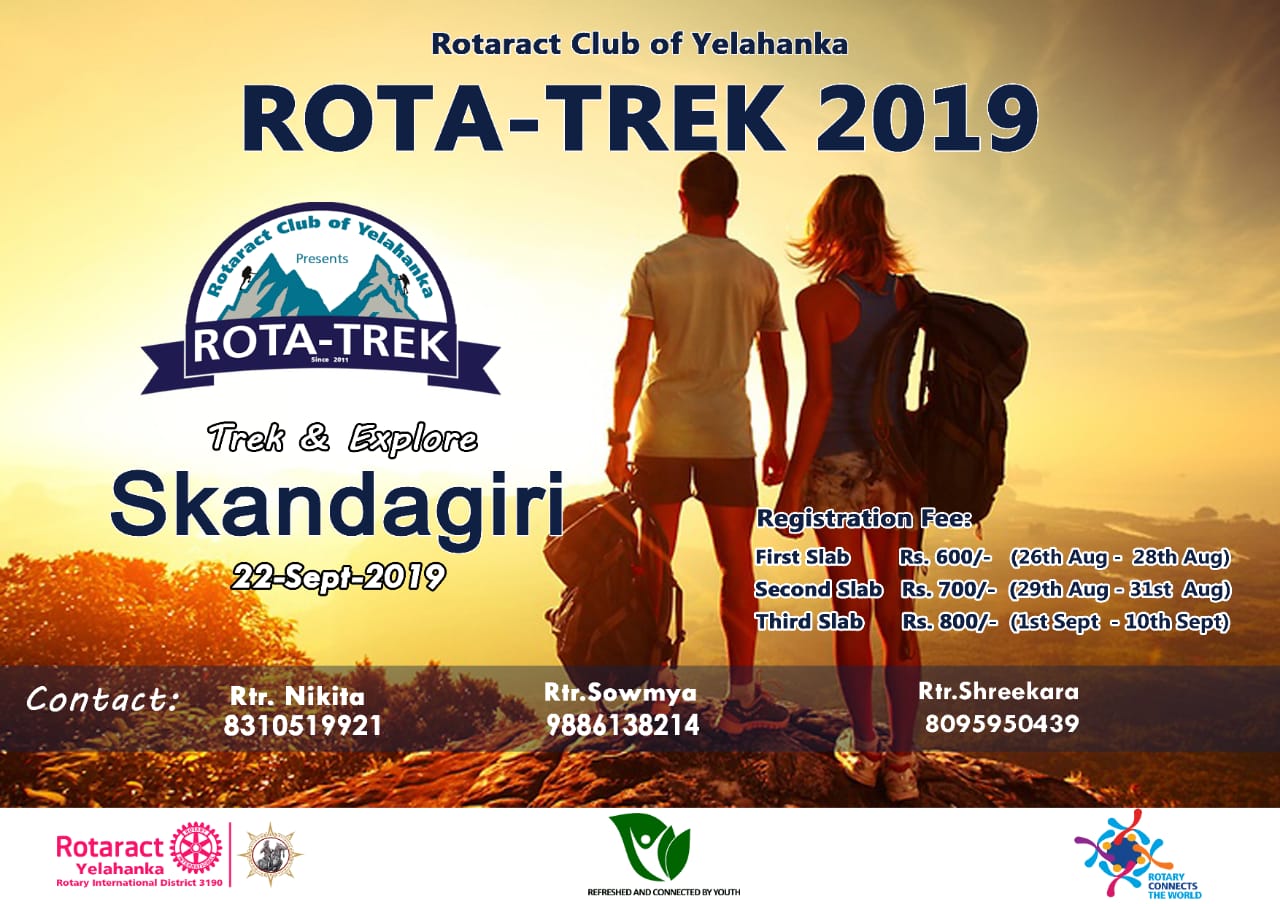 Rotaract Club of Yelahanka
ROTA-TREK 2019
Rotaract Club of Yelahanka
Presents
ROTA-TREK
Since 2011
Trek & Explore
Skandagiri
22-Sept-2019
Registration Fee:
First Slab Rs. 600/- (26th Aug - 28th Aug)
Second Slab Rs. 700/- (29th Aug - 31st Aug)
Third Slab Rs. 800/- (1st Sept - 10th Sept)
Contact:
Rtr. Nikita
8310519921
Rtr.Sowmya
9886138214
Rtr.Shreekara
8095950439
Rotaract
Yelahanka
Rotary International District 3190
REFRESHED AND CONNECTED BY YOUTH
ROTARY
CONNECTS
THE WORLD